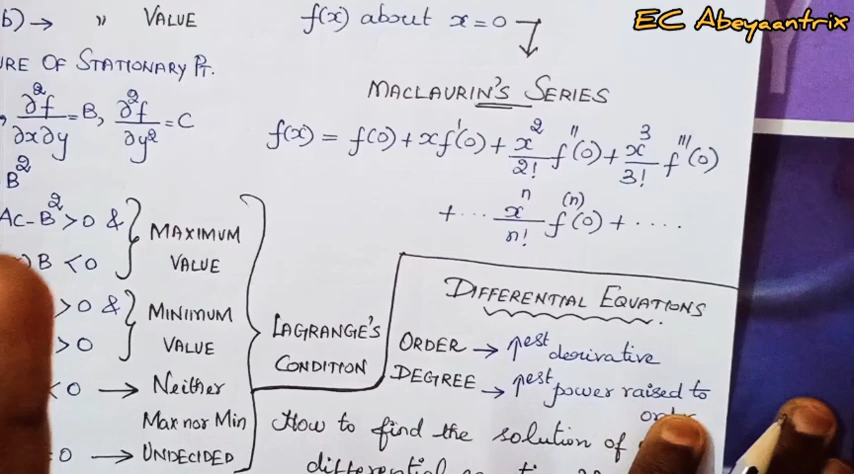 EC Abeyaantrix
b) → " VALUE
URE OF STATIONARY PT.
∂²f/∂x∂y = B, ∂²f/∂y² = C
B²
AC-B² > 0 & } MAXIMUM
B < 0 } VALUE
> 0 & } MINIMUM
> 0 } VALUE
< 0 → Neither
Max nor Min
= 0 → UNDECIDED
LAGRANGE'S
CONDITION
f(x) about x = 0
MACLAURIN'S SERIES
f(x) = f(0) + x f'(0) + x²/2! f''(0) + x³/3! f'''(0)
+ ... xⁿ/n! f⁽ⁿ⁾(0) + ....
DIFFERENTIAL EQUATIONS
ORDER → ↑est derivative
DEGREE → ↑est power raised to
order
How to find the solution of
differential